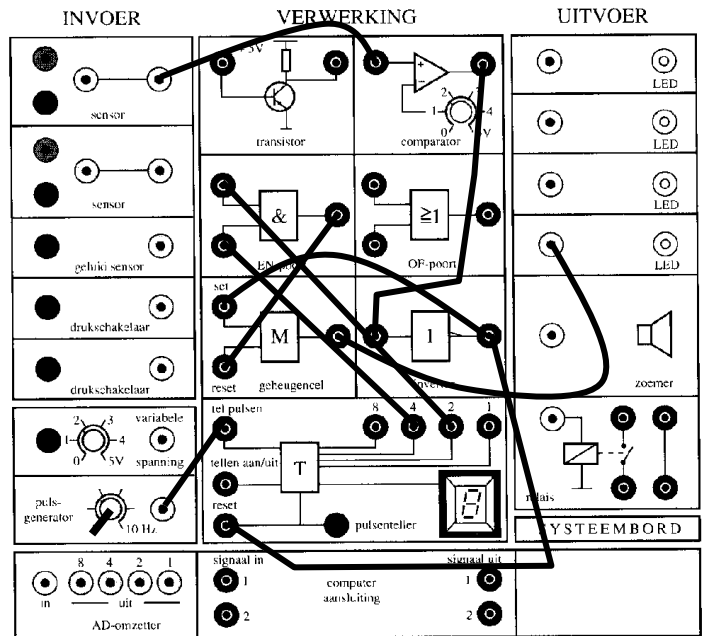 INVOER
VERWERKING
UITVOER
sensor
5V
transistor
2
3
1
4
0
5V
comparator
LED
sensor
&
EN-poort
≧1
OF-poort
LED
LED
geluidsensor
LED
drukschakelaar
set
M
reset
geheugencel
1
invertor
zoemer
drukschakelaar
2
3
variabele
1
4
0
5V
spanning
tel pulsen
8
4
2
1
tellen aan/uit
T
reset
pulsenteller
relais
puls-
generator
10 Hz
SYSTEEMBORD
8
4
2
1
in
uit
AD-omzetter
signaal in
1
2
computer
aansluiting
signaal uit
1
2